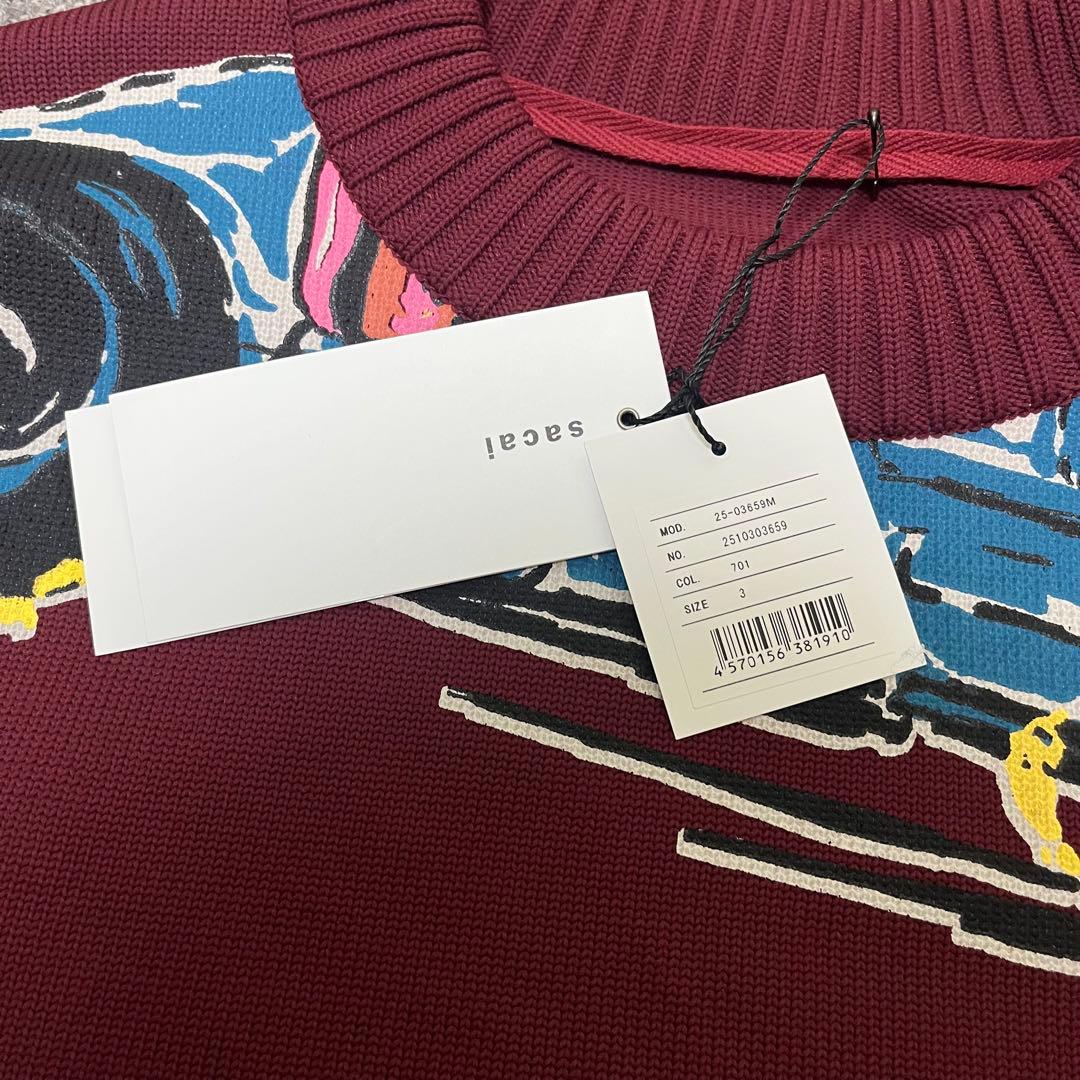 sacai
MOD. 25-03659M
NO. 2510303659
COL. 701
SIZE 3
4 570156 381910